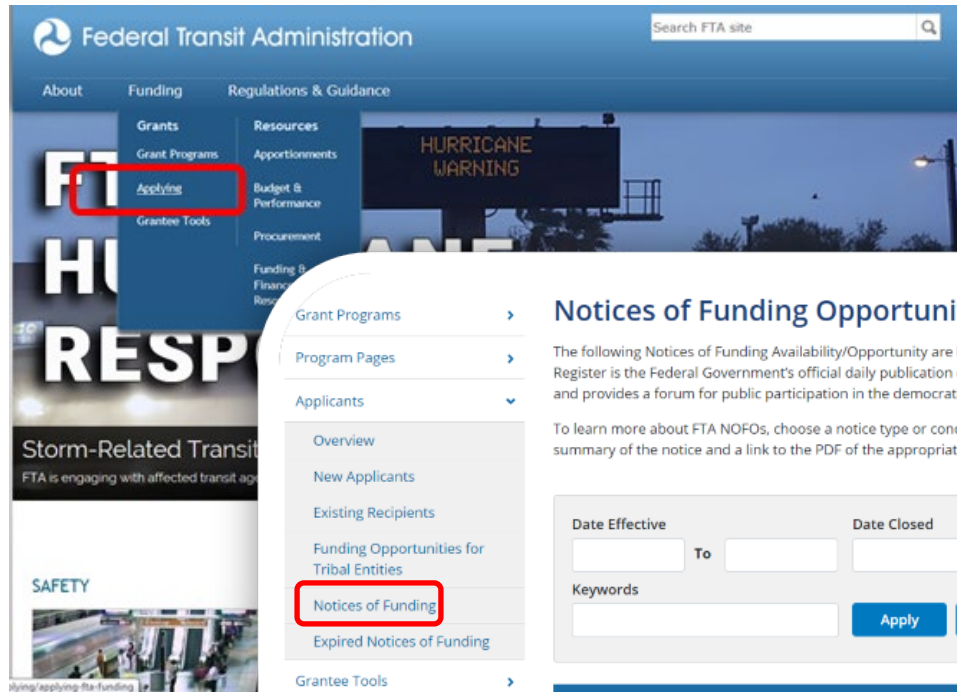 Federal Transit Administration
Search FTA site
About Funding Regulations & Guidance
Grants
Grant Programs
Applying
Grantee Tools
Resources
Apportionments
Budget &
Performance
Procurement
Funding &
HURRICANE
WARNING
RESP
Storm-Related Transit
FTA is engaging with affected transit
SAFETY
Grant Programs
Program Pages
Applicants
Overview
New Applicants
Existing Recipients
Funding Opportunities for
Tribal Entities
Notices of Funding
Expired Notices of Funding
Grantee Tools
Notices of Funding Opportuni
The following Notices of Funding Availability/Opportunity are
Register is the Federal Government's official daily publication
and provides a forum for public participation in the democrat
To learn more about FTA NOFOs, choose a notice type or con
summary of the notice and a link to the PDF of the appropriat
Date Effective Date Closed
To
Keywords
Apply